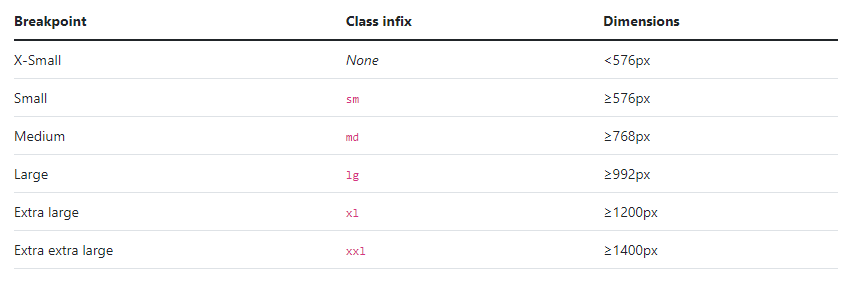 Breakpoint Class infix Dimensions
X-Small None <576px
Small sm ≥576px
Medium md ≥768px
Large lg ≥992px
Extra large xl ≥1200px
Extra extra large xxl ≥1400px